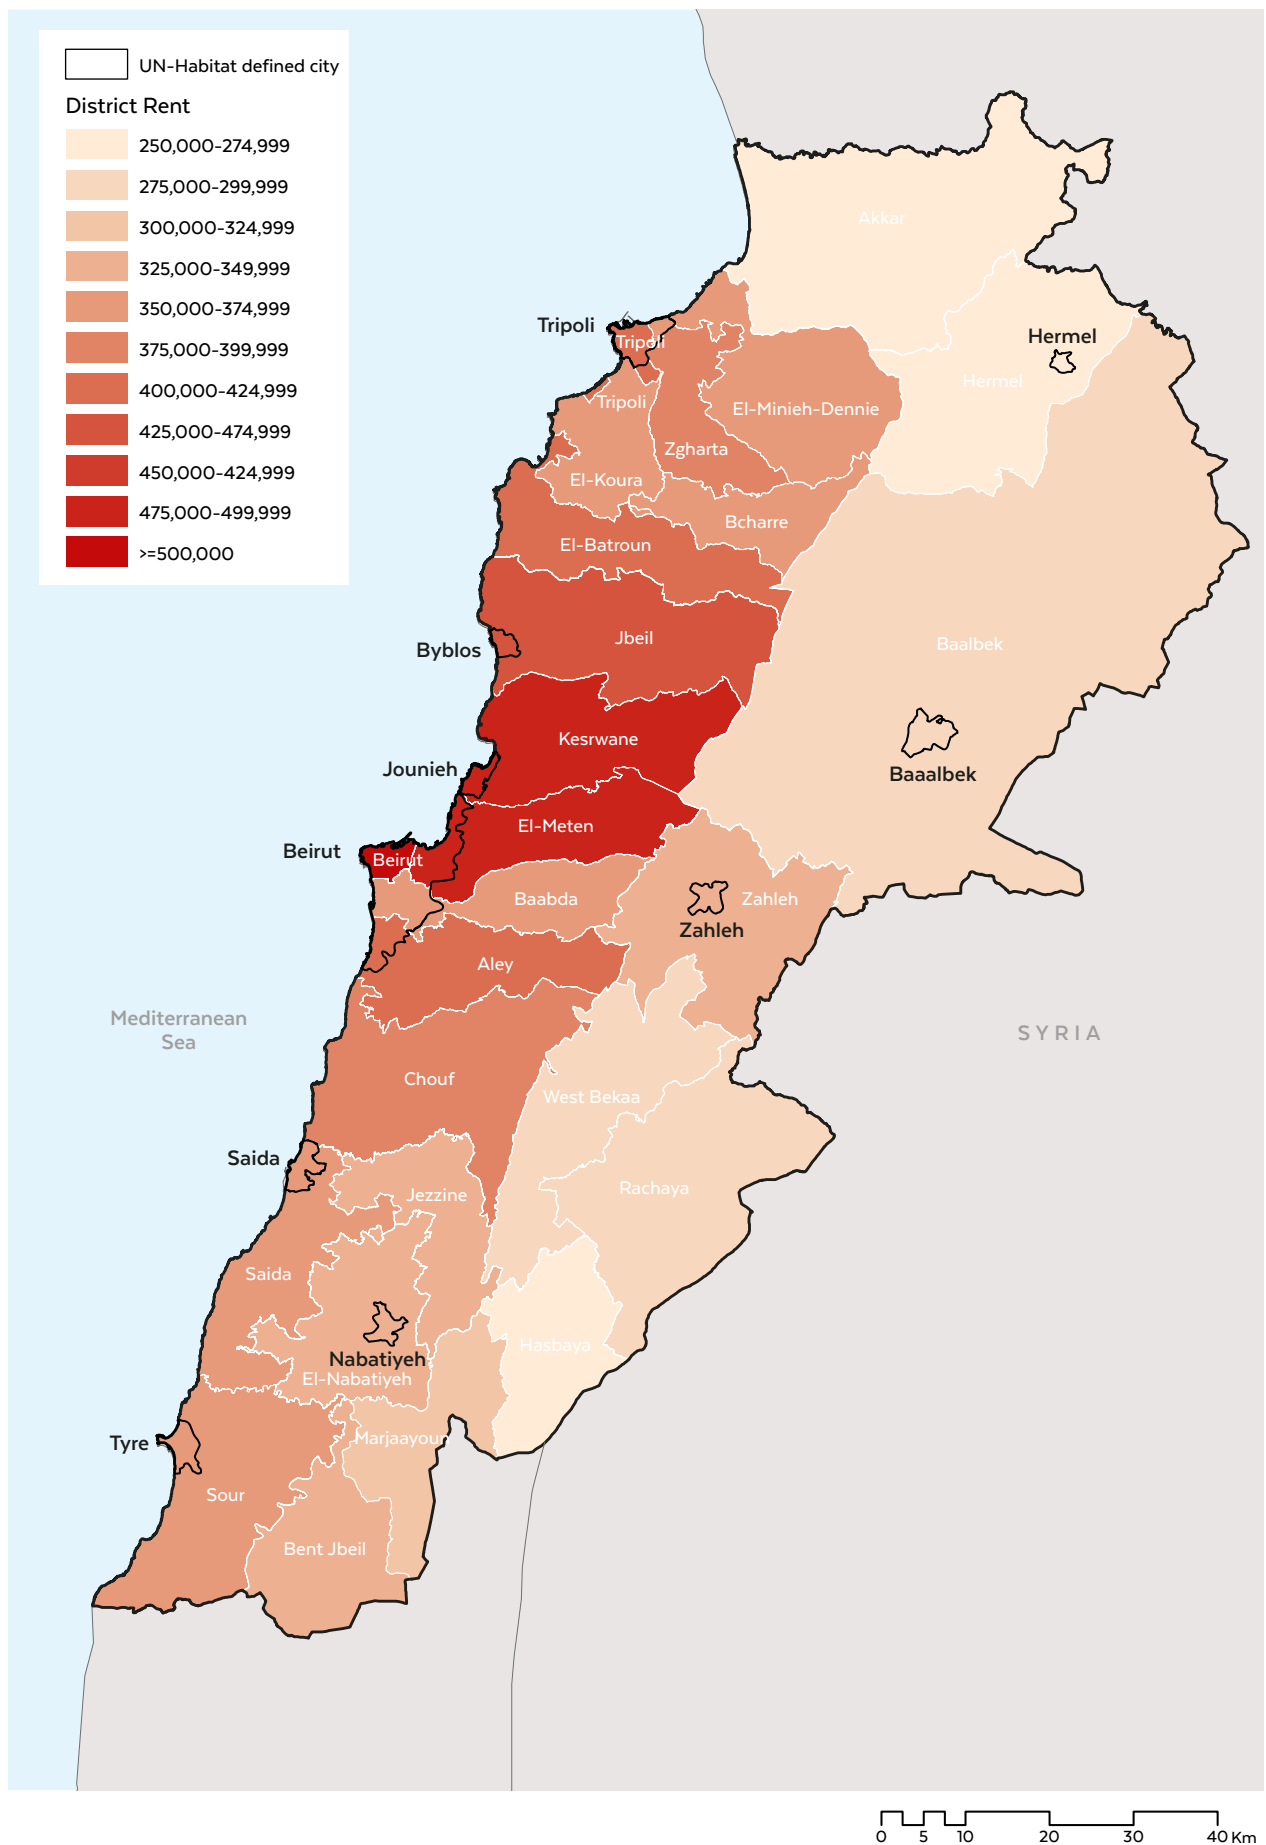 UN-Habitat defined city
District Rent
250,000-274,999
275,000-299,999
300,000-324,999
325,000-349,999
350,000-374,999
375,000-399,999
400,000-424,999
425,000-474,999
450,000-424,999
475,000-499,999
>=500,000
Akkar
Tripoli
Tripoli
Hermel
Hermel
Tripoli
El-Minieh-Dennie
Zgharta
El-Koura
Bcharre
El-Batroun
Jbeil
Byblos
Baalbek
Kesrwane
Jounieh
Baaalbek
El-Meten
Beirut
Beirut
Baabda
Zahleh
Zahleh
Aley
Mediterranean
Sea
SYRIA
Chouf
West Bekaa
Saida
Rachaya
Jezzine
Saida
Hasbaya
Nabatiyeh
El-Nabatiyeh
Marjaayoun
Tyre
Sour
Bent Jbeil
0 5 10 20 30 40 Km